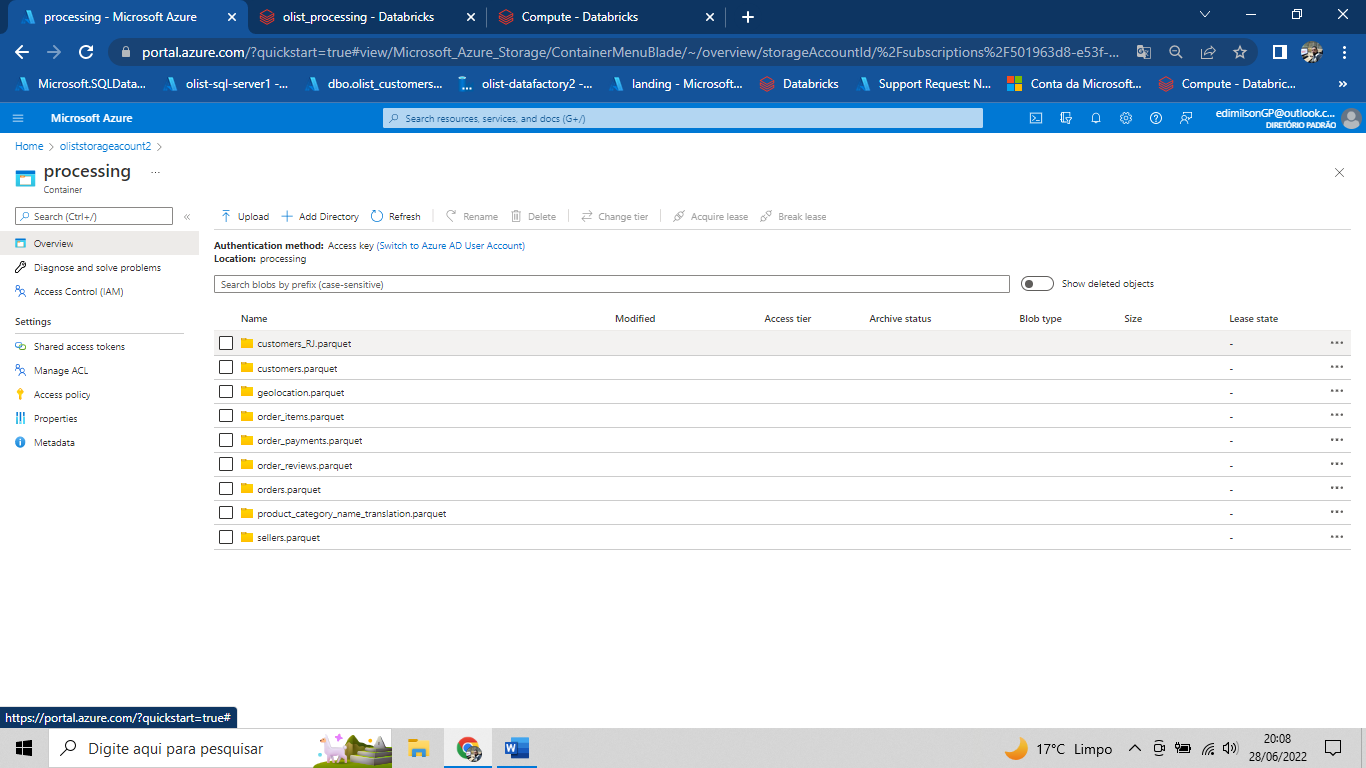 processing - Microsoft Azure
olist_processing - Databricks
Compute - Databricks
portal.azure.com/?quickstart=true#view/Microsoft_Azure_Storage/ContainerMenuBlade/~/overview/storageAccountId/%2Fsubscriptions%2F501963d8-e53f-...
Microsoft.SQLData...
olist-sql-server1 -...
dbo.olist_customers...
olist-datafactory2 -...
landing - Microsoft...
Databricks
Support Request: N...
Conta da Microsoft...
Compute - Databric...
»
Microsoft Azure
Search resources, services, and docs (G+/)
edimilsonGP@outlook.c...
DIRETÓRIO PADRÃO
Home > oliststorageacount2 >
processing ...
Container
Search (Ctrl+/)
«
Overview
Diagnose and solve problems
Access Control (IAM)
Settings
Shared access tokens
Manage ACL
Access policy
Properties
Metadata
Upload
Add Directory
Refresh
Rename
Delete
Change tier
Acquire lease
Break lease
Authentication method: Access key (Switch to Azure AD User Account)
Location: processing
Search blobs by prefix (case-sensitive)
Show deleted objects
Name Modified Access tier Archive status Blob type Size Lease state
customers_RJ.parquet - ...
customers.parquet - ...
geolocation.parquet - ...
order_items.parquet - ...
order_payments.parquet - ...
order_reviews.parquet - ...
orders.parquet - ...
product_category_name_translation.parquet - ...
sellers.parquet - ...
https://portal.azure.com/?quickstart=true#
Digite aqui para pesquisar
17°C Limpo
20:08
28/06/2022